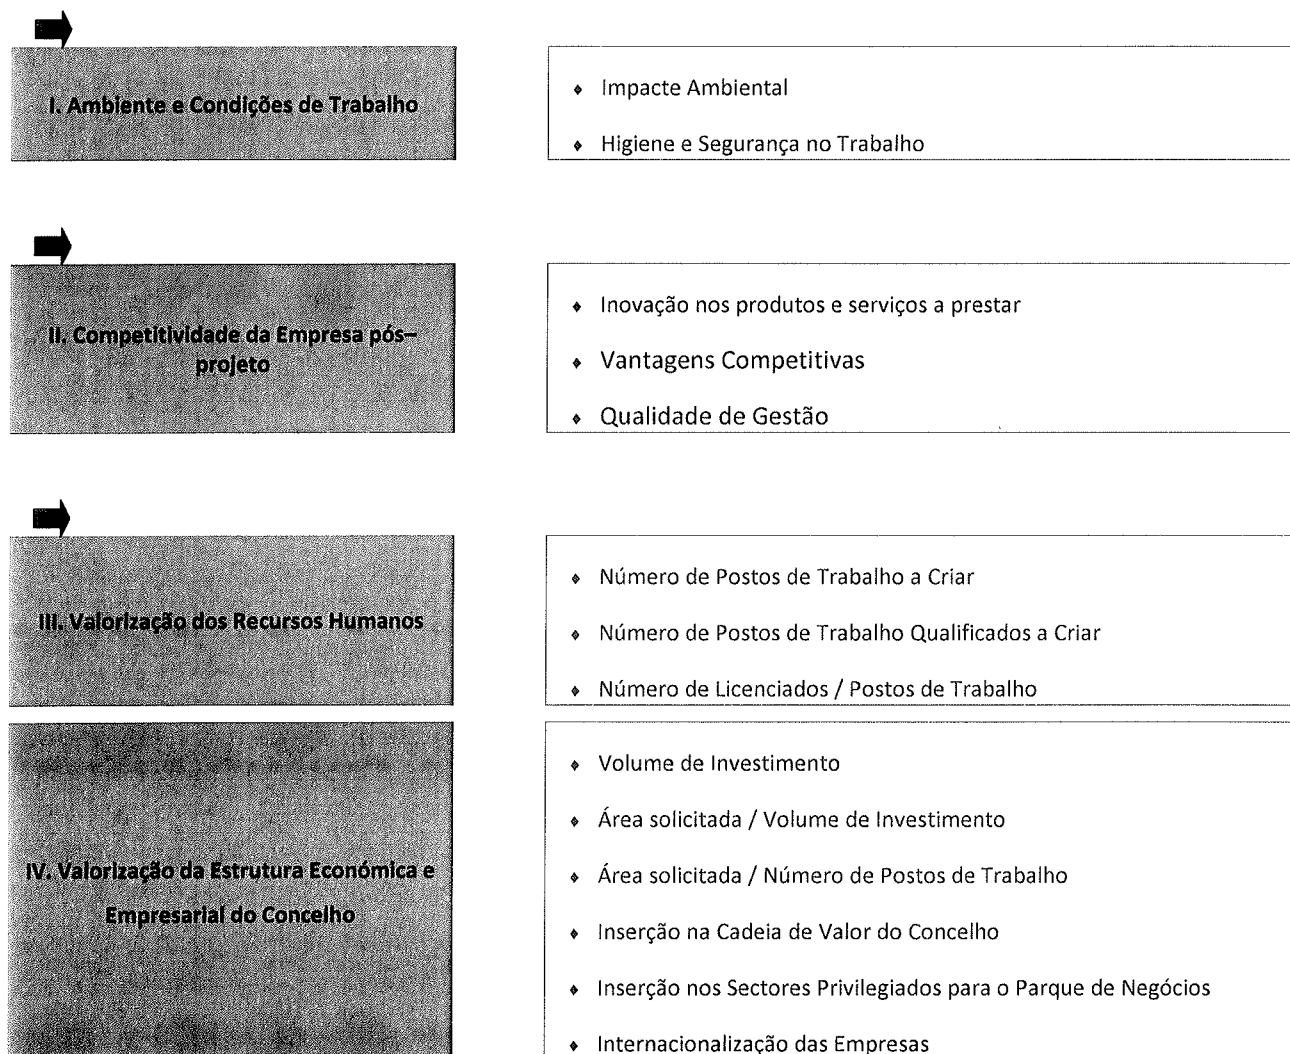 I. Ambiente e Condições de Trabalho
Impacte Ambiental
Higiene e Segurança no Trabalho
II. Competitividade da Empresa pós–
projeto
Inovação nos produtos e serviços a prestar
Vantagens Competitivas
Qualidade de Gestão
III. Valorização dos Recursos Humanos
Número de Postos de Trabalho a Criar
Número de Postos de Trabalho Qualificados a Criar
Número de Licenciados / Postos de Trabalho
IV. Valorização da Estrutura Económica e
Empresarial do Concelho
Volume de Investimento
Área solicitada / Volume de Investimento
Área solicitada / Número de Postos de Trabalho
Inserção na Cadeia de Valor do Concelho
Inserção nos Sectores Privilegiados para o Parque de Negócios
Internacionalização das Empresas